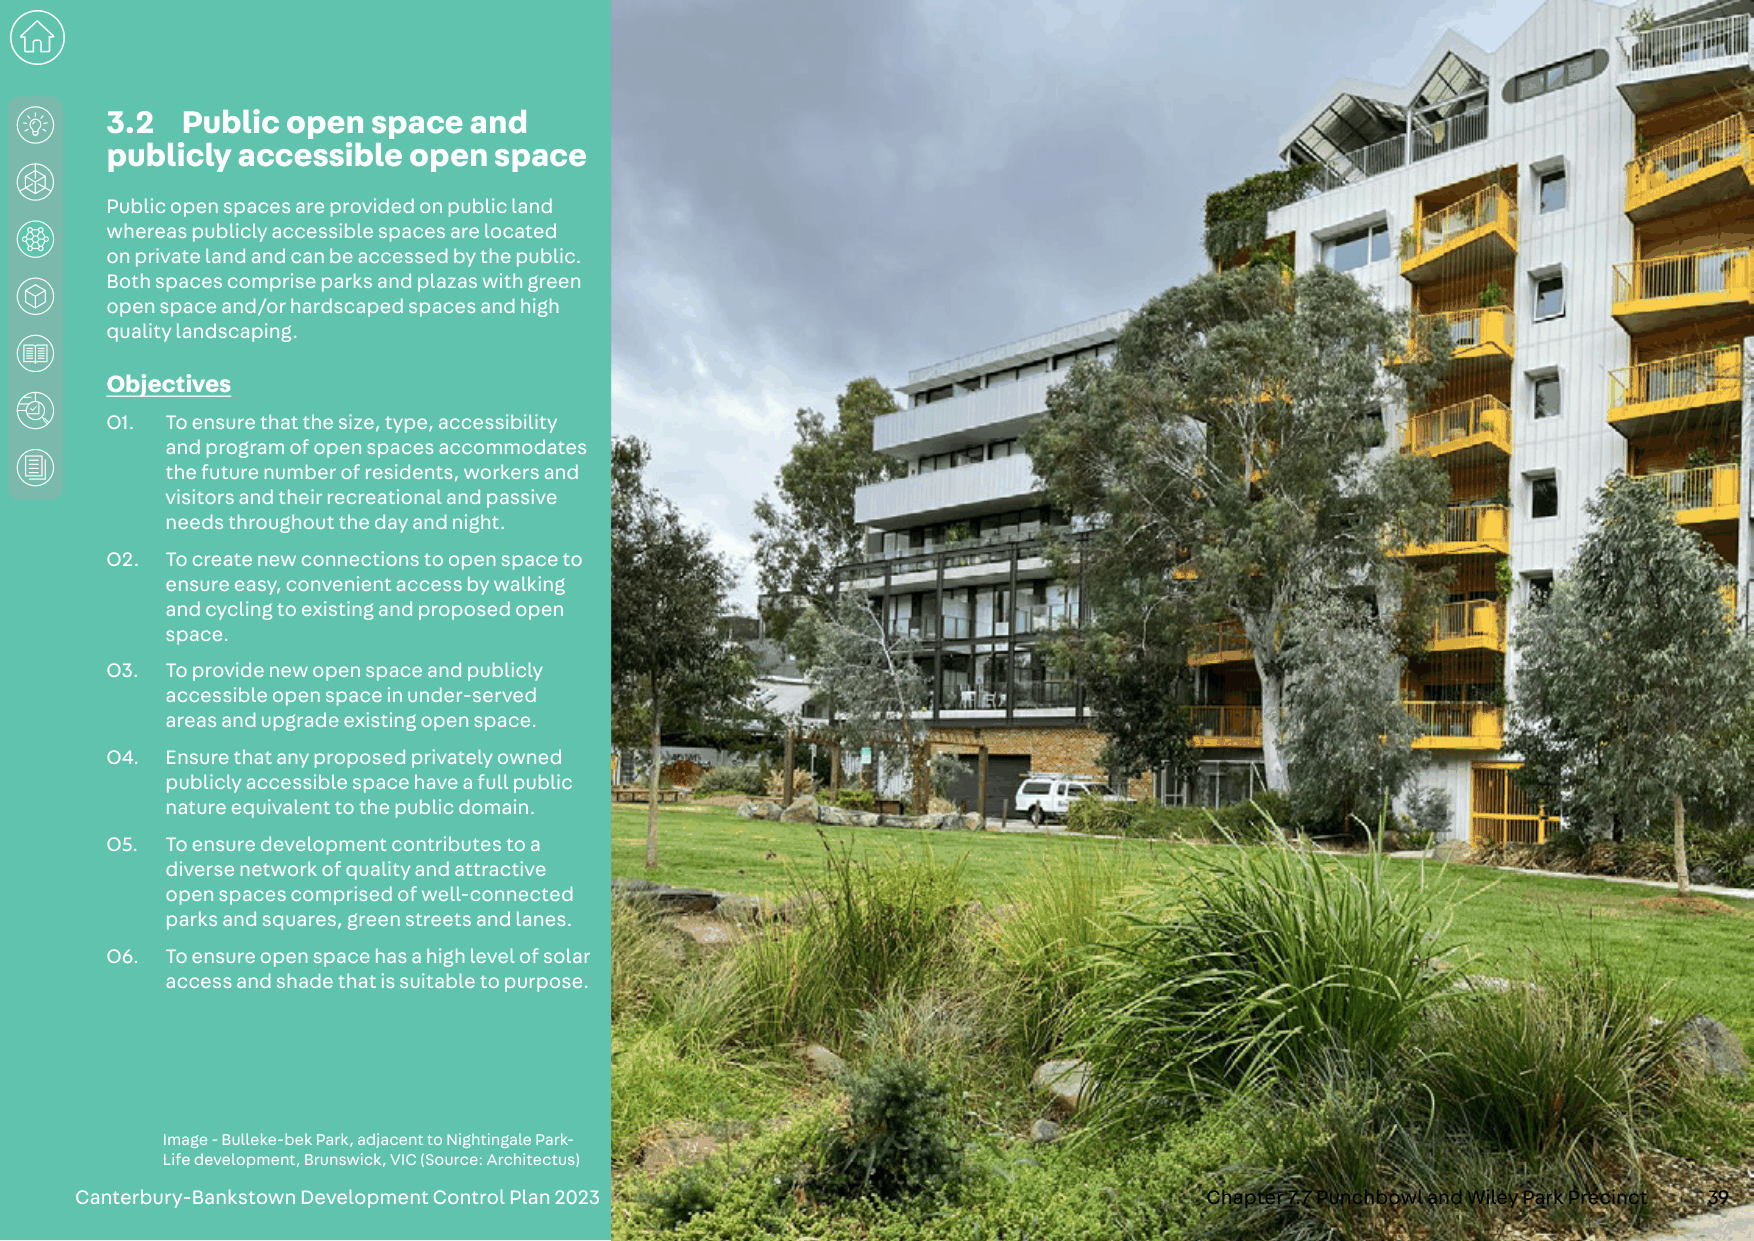 3.2 Public open space and
publicly accessible open space
Public open spaces are provided on public land
whereas publicly accessible spaces are located
on private land and can be accessed by the public.
Both spaces comprise parks and plazas with green
open space and/or hardscaped spaces and high
quality landscaping.
Objectives
O1. To ensure that the size, type, accessibility
and program of open spaces accommodates
the future number of residents, workers and
visitors and their recreational and passive
needs throughout the day and night.
O2. To create new connections to open space to
ensure easy, convenient access by walking
and cycling to existing and proposed open
space.
O3. To provide new open space and publicly
accessible open space in under-served
areas and upgrade existing open space.
O4. Ensure that any proposed privately owned
publicly accessible space have a full public
nature equivalent to the public domain.
O5. To ensure development contributes to a
diverse network of quality and attractive
open spaces comprised of well-connected
parks and squares, green streets and lanes.
O6. To ensure open space has a high level of solar
access and shade that is suitable to purpose.
Image - Bulleke-bek Park, adjacent to Nightingale Park-
Life development, Brunswick, VIC (Source: Architectus)
Canterbury-Bankstown Development Control Plan 2023
Chapter 7.7 Punchbowl and Wiley Park Precinct 39